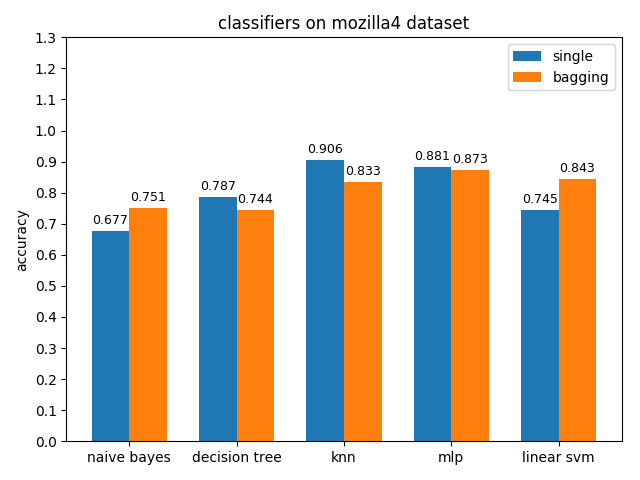 classifiers on mozilla4 dataset
single
bagging
accuracy
1.3
1.2
1.1
1.0
0.9
0.8
0.7
0.6
0.5
0.4
0.3
0.2
0.1
0.0
0.677
0.751
0.787
0.744
0.906
0.833
0.881
0.873
0.745
0.843
naive bayes
decision tree
knn
mlp
linear svm